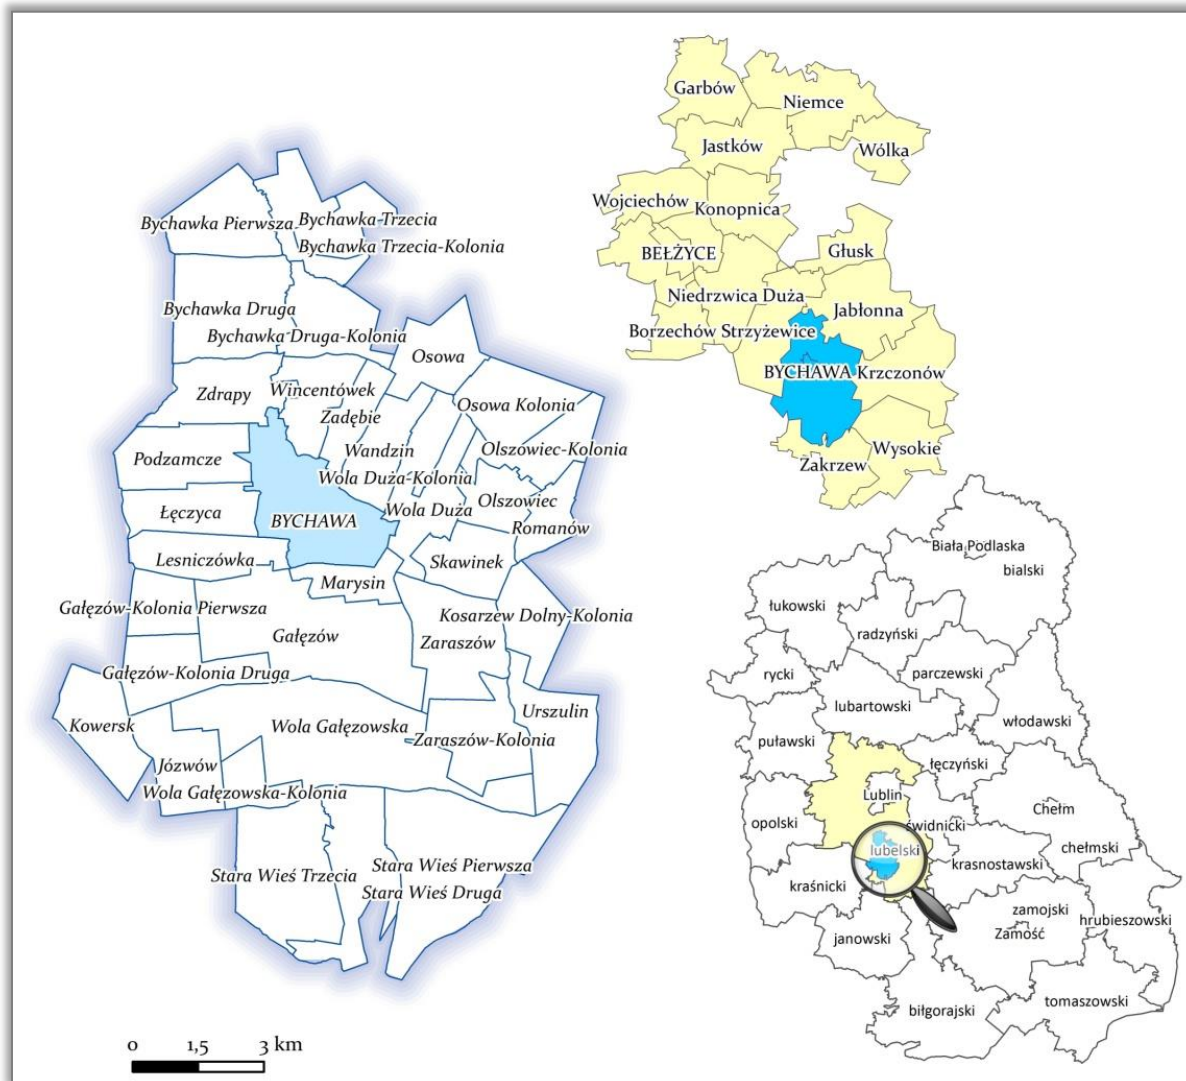 Bychawka Pierwsza
Bychawka Trzecia
Bychawka Trzecia-Kolonia
Bychawka Druga
Bychawka Druga-Kolonia
Osowa
Zdrapy
Wincentówek
Zadębie
Osowa Kolonia
Podzamcze
Wandzin
Olszowiec-Kolonia
Wola Duża-Kolonia
Olszowiec
Łęczyca
BYCHAWA
Wola Duża
Romanów
Lesniczówka
Skawinek
Marysin
Gałęzów-Kolonia Pierwsza
Gałęzów
Kosarzew Dolny-Kolonia
Zaraszów
Gałęzów-Kolonia Druga
Kowersk
Wola Gałęzowska
Urszulin
Zaraszów-Kolonia
Józwów
Wola Gałęzowska-Kolonia
Stara Wieś Trzecia
Stara Wieś Pierwsza
Stara Wieś Druga
0 1,5 3 km
Garbów
Niemce
Jastków
Wólka
Wojciechów
Konopnica
BEŁŻYCE
Głusk
Niedrzwica Duża
Jabłonna
Borzechów
Strzyżewice
BYCHAWA
Krzczonów
Wysokie
Zakrzew
Biała Podlaska
bialski
łukowski
radzyński
rycki
parczewski
lubartowski
włodawski
puławski
łęczyński
Lublin
Chełm
opolski
świdnicki
chełmski
lubelski
krasnostawski
kraśnicki
zamojski
hrubieszowski
Zamość
janowski
tomaszowski
biłgorajski